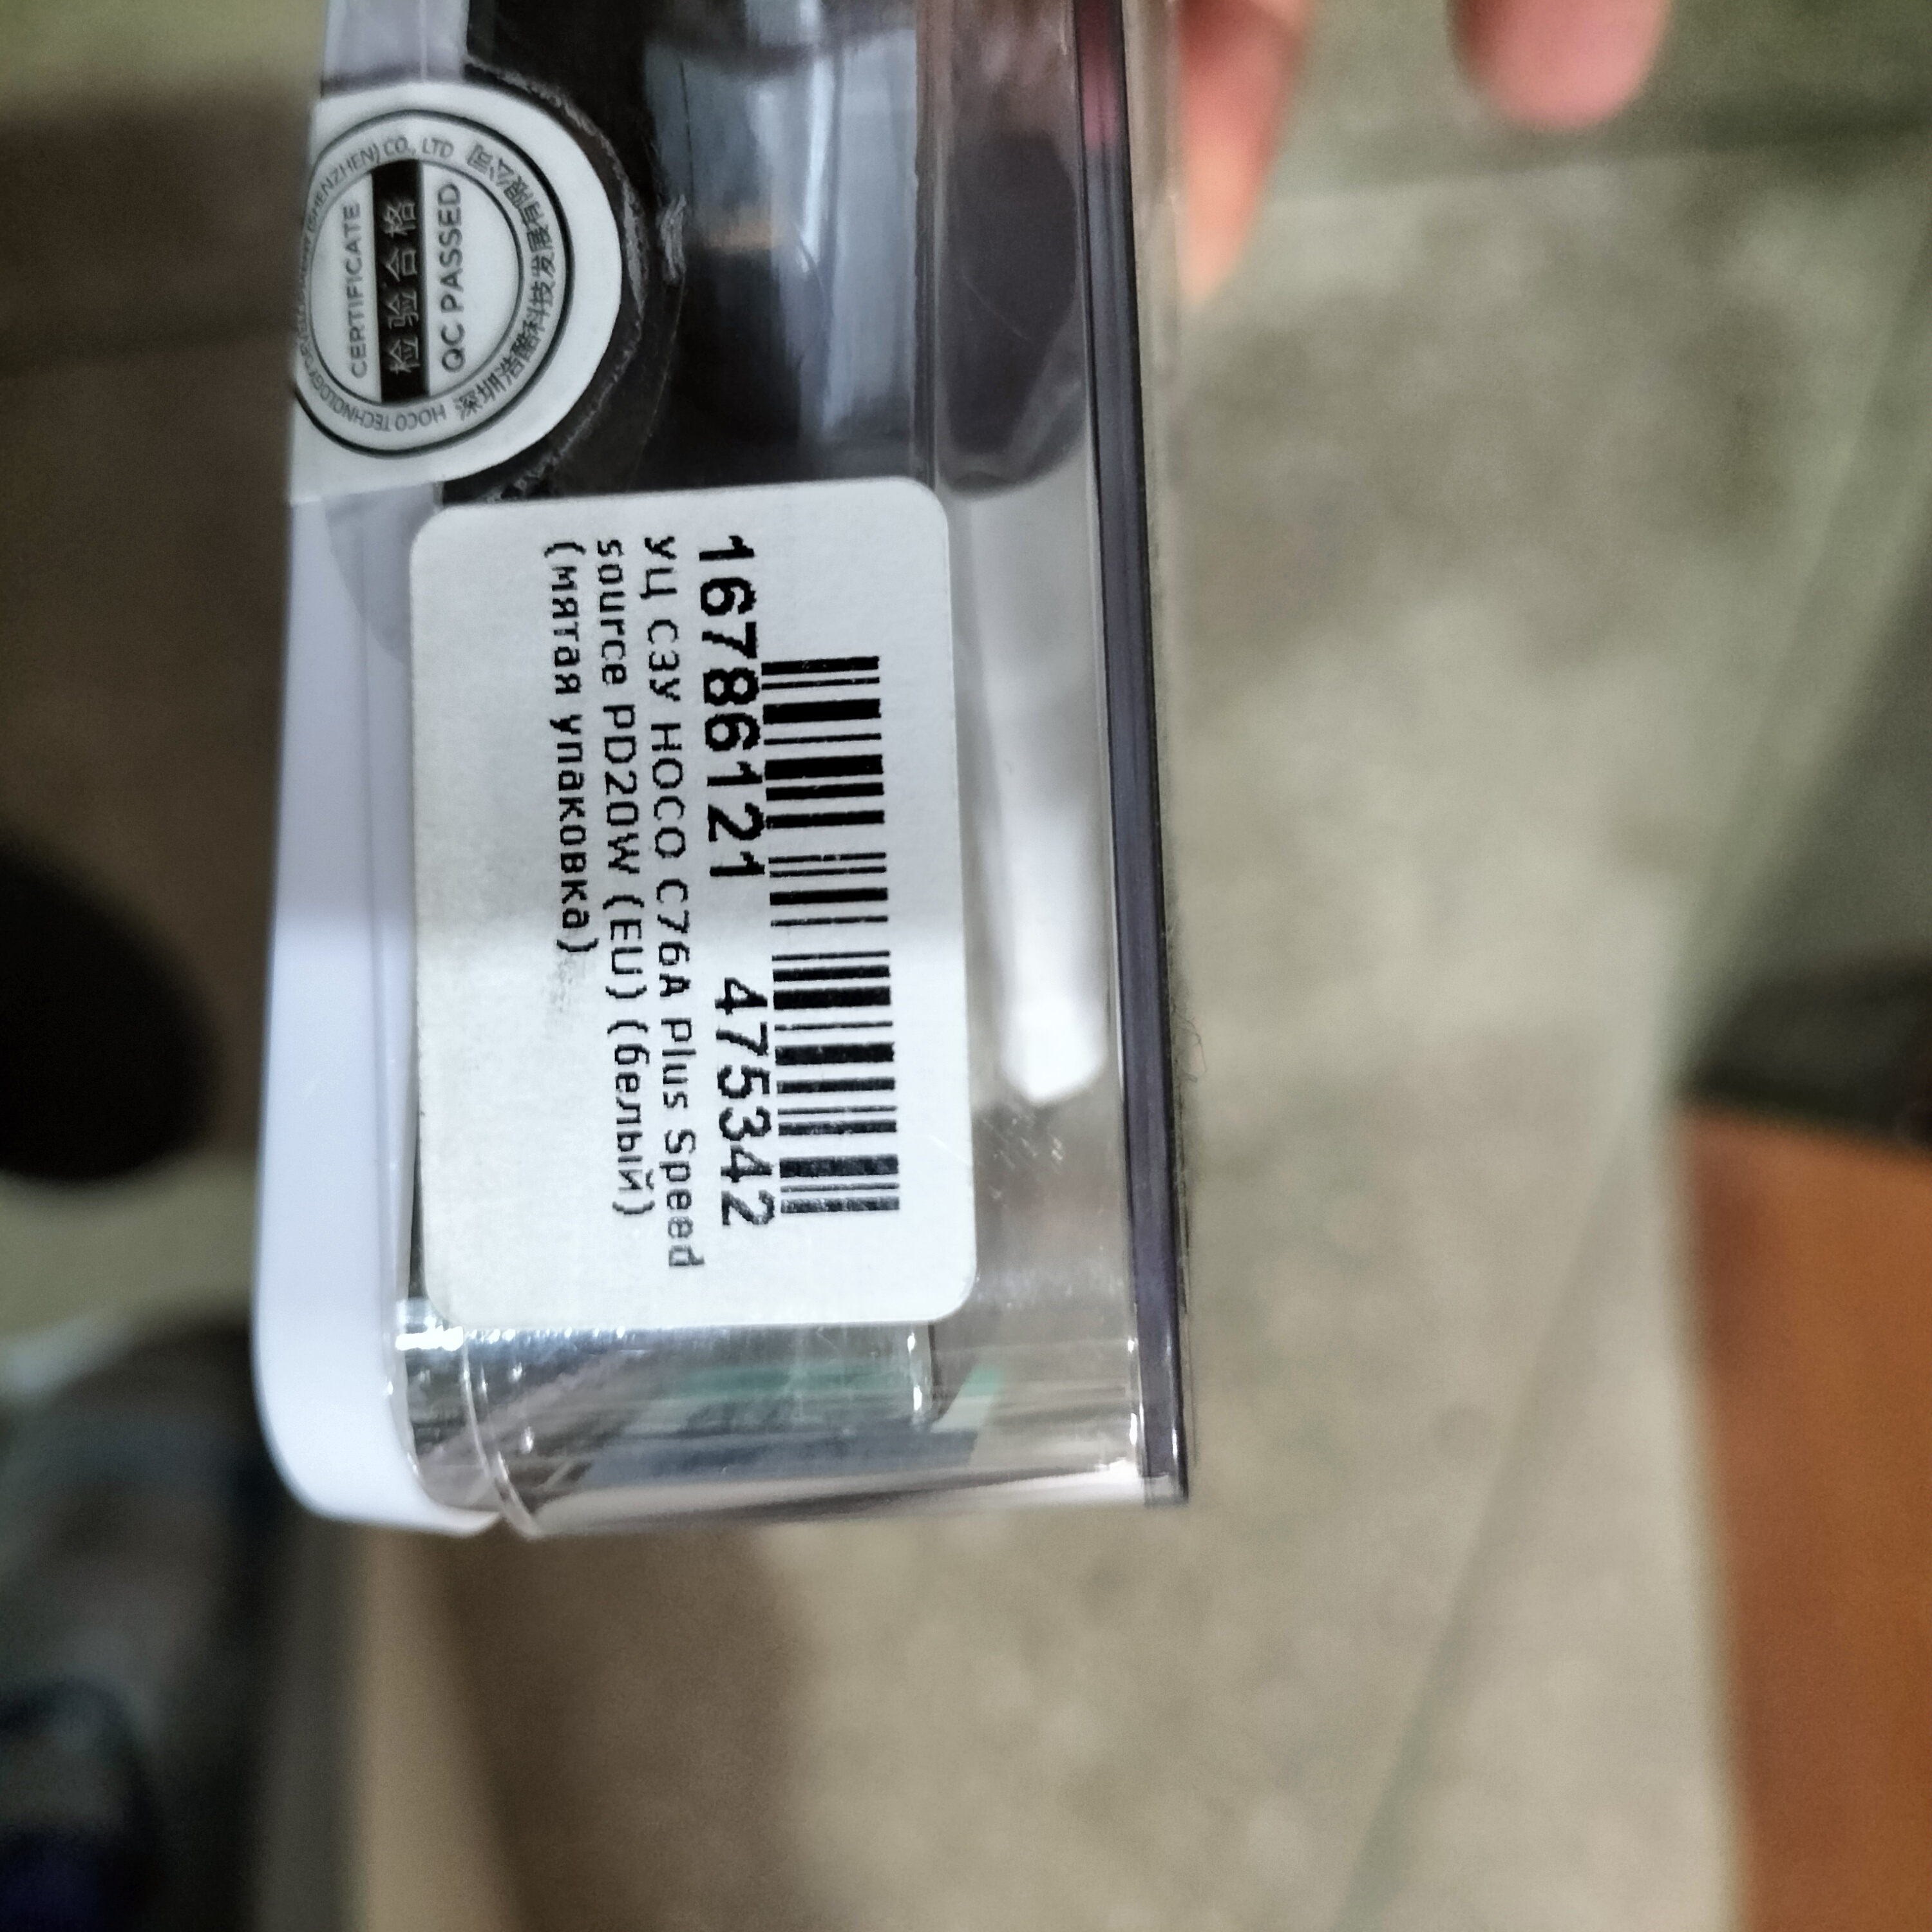 16786121 475342
УЦ СЗУ HOCO C76A Plus Speed
source PD20W (EU) (белый)
(мятая упаковка)
CERTIFICATE
检验合格
QC PASSED
HOCO TECHNOLOGY (SHENZHEN) CO., LTD
深圳浩酷科技发展有限公司